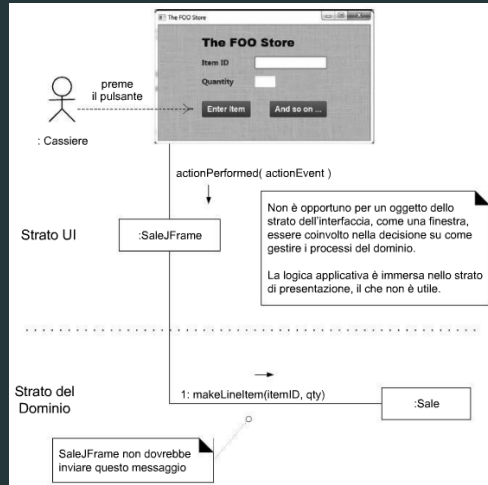 The FOO Store
The FOO Store
Item ID
Quantity
Enter Item
And so on ...
preme
il pulsante
: Cassiere
actionPerformed( actionEvent )
Non è opportuno per un oggetto dello
strato dell'interfaccia, come una finestra,
essere coinvolto nella decisione su come
gestire i processi del dominio.
La logica applicativa è immersa nello strato
di presentazione, il che non è utile.
Strato UI
:SaleJFrame
Strato del
Dominio
1: makeLineItem(itemID, qty)
:Sale
SaleJFrame non dovrebbe
inviare questo messaggio